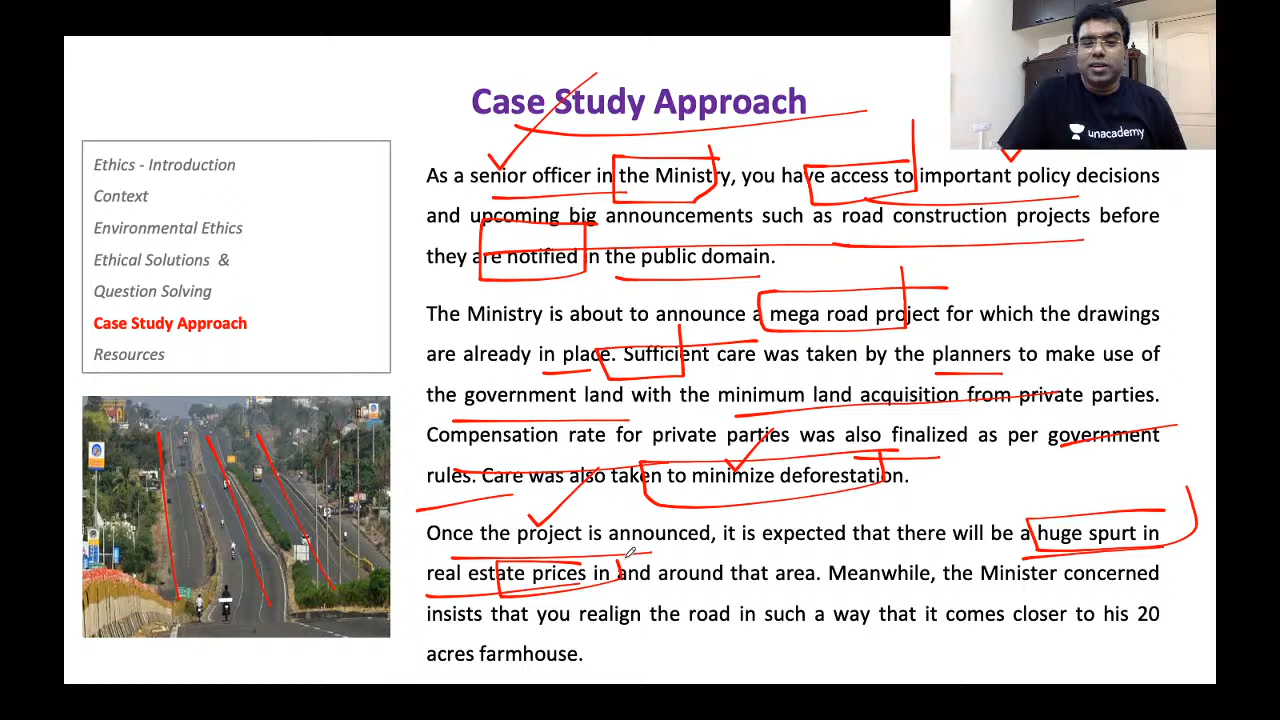 Case Study Approach
unacademy
Ethics - Introduction
Context
Environmental Ethics
Ethical Solutions &
Question Solving
Case Study Approach
Resources
As a senior officer in the Ministry, you have access to important policy decisions
and upcoming big announcements such as road construction projects before
they are notified in the public domain.
The Ministry is about to announce a mega road project for which the drawings
are already in place. Sufficient care was taken by the planners to make use of
the government land with the minimum land acquisition from private parties.
Compensation rate for private parties was also finalized as per government
rules. Care was also taken to minimize deforestation.
Once the project is announced, it is expected that there will be a huge spurt in
real estate prices in and around that area. Meanwhile, the Minister concerned
insists that you realign the road in such a way that it comes closer to his 20
acres farmhouse.